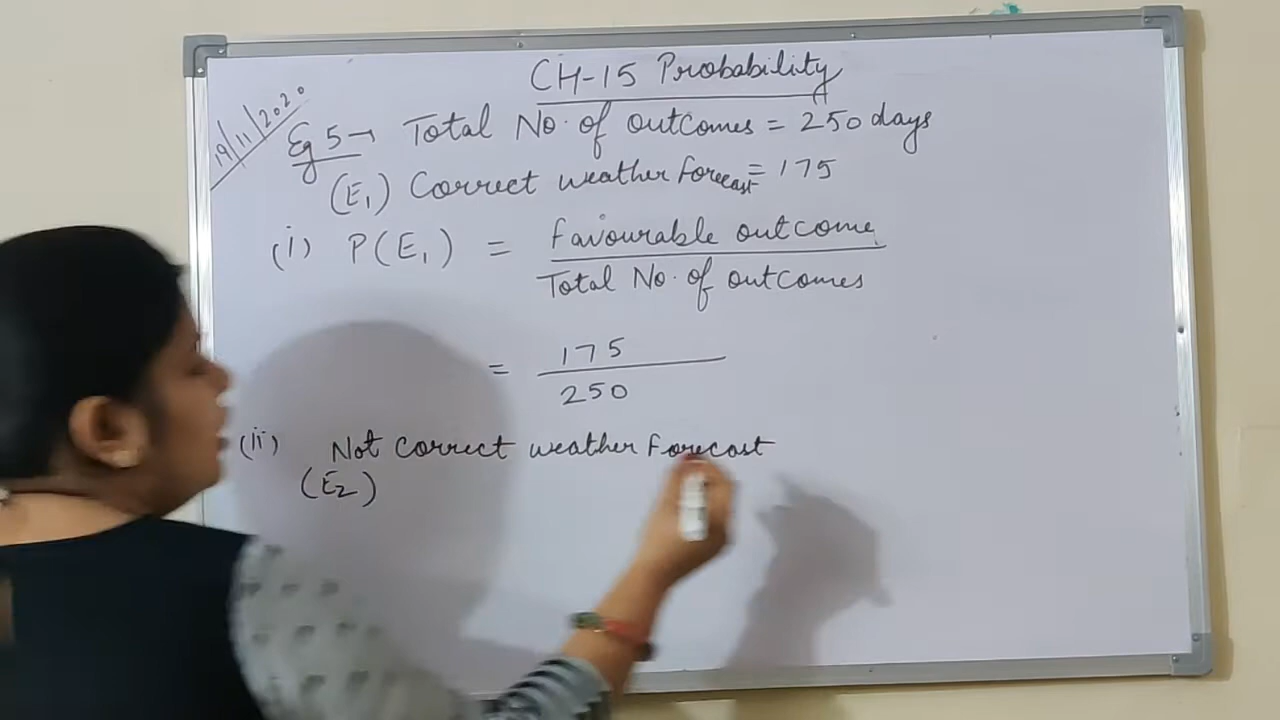 CH-15 Probability
19/11/2020
Eg 5→ Total No. of outcomes = 250 days
(E₁) Correct weather forecast = 175
(i) P(E₁) = Favourable outcome
Total No. of outcomes
= 175
250
(ii) Not Correct weather Forecast
(E₂)